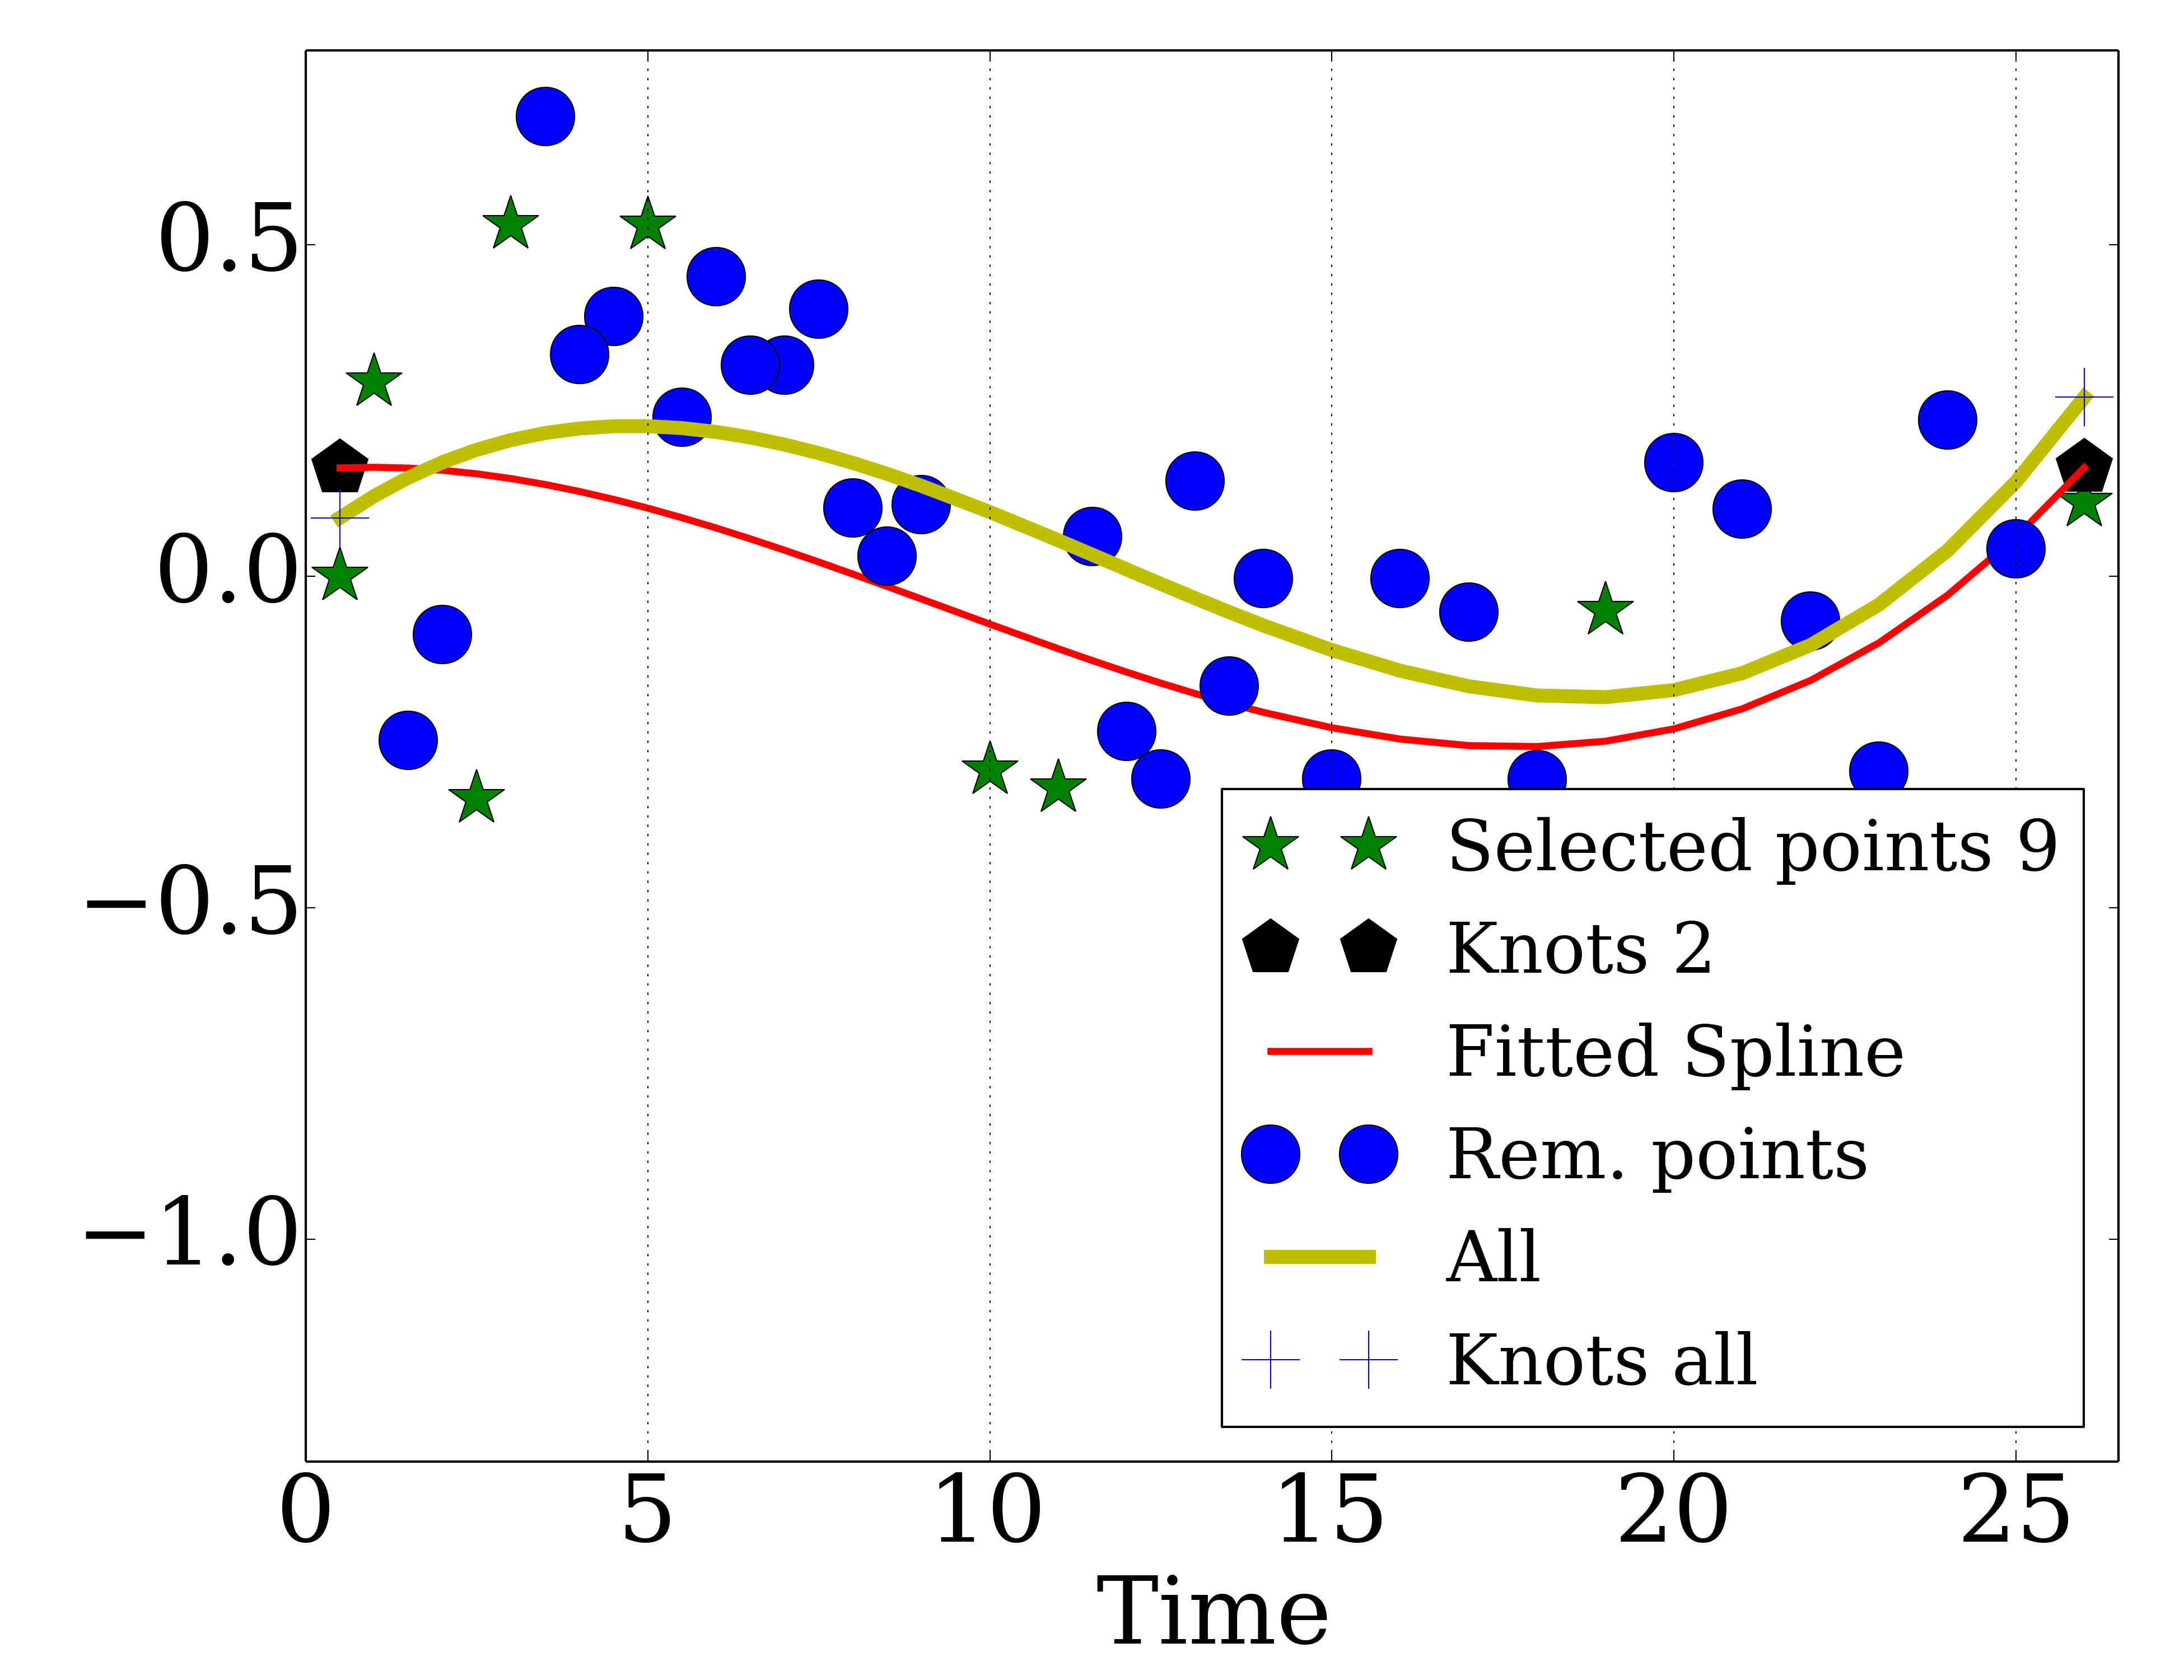 0.5
0.0
−0.5
−1.0
Selected points 9
Knots 2
Fitted Spline
Rem. points
All
Knots all
0 5 10 15 20 25
Time